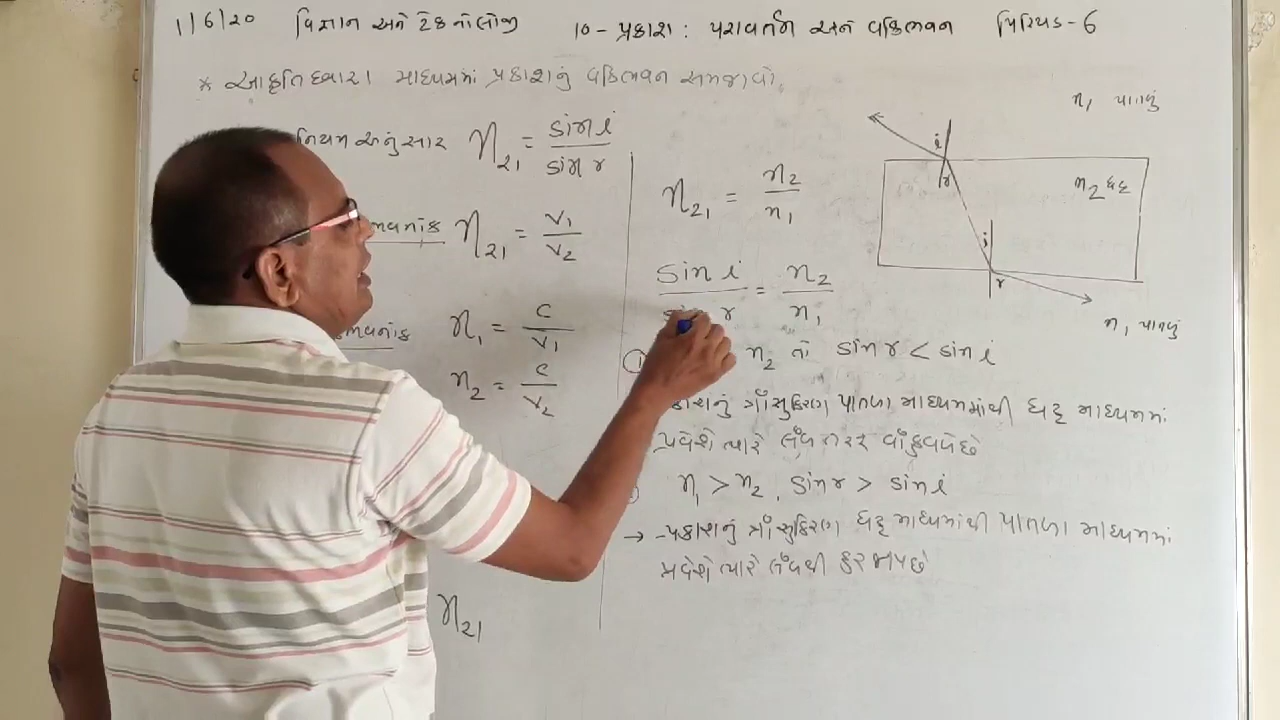 1/6/20 વિજ્ઞાન અને ટેકનોલોજી 10 - પ્રકાશ : પરાવર્તન અને વક્રીભવન પિરિયડ - 6
* આકૃતિ દ્વારા માધ્યમમાં પ્રકાશનું વક્રીભવન સમજાવો.
નિયમ અનુસાર n21 = sin i / sin r
n21 = v1 / v2
n1 = c / v1
n2 = c / v2
n21
n21 = n2 / n1
sin i / sin r = n2 / n1
① n2 તો sin r < sin i
પ્રકાશનું ત્રાંસુ કિરણ પાતળા માધ્યમમાંથી ઘટ્ટ માધ્યમમાં
પ્રવેશે ત્યારે લંબ તરફ વાંકુ વળે છે
n1 > n2, sin r > sin i
→ પ્રકાશનું ત્રાંસુ કિરણ ઘટ્ટ માધ્યમમાંથી પાતળા માધ્યમમાં
પ્રવેશે ત્યારે લંબથી દુર જાય છે
n1 પાતળું
i
r
n2 ઘટ્ટ
i
r
n1 પાતળું